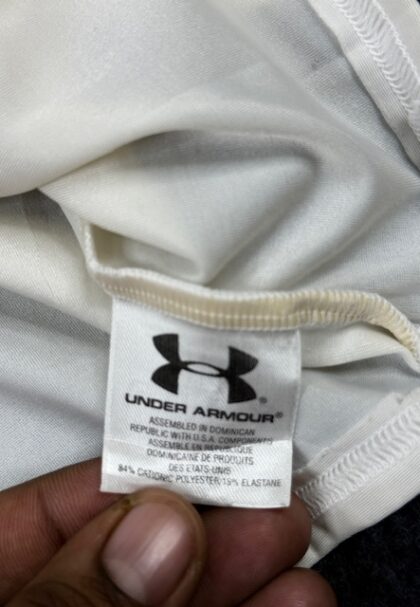 UNDER ARMOUR®
ASSEMBLED IN DOMINICAN
REPUBLIC WITH U.S.A. COMPONENTS
ASSEMBLE EN REPUBLIQUE
DOMINICAINE DE PRODUITS
DES ETATS-UNIS
84% CATIONIC POLYESTER/16% ELASTANE